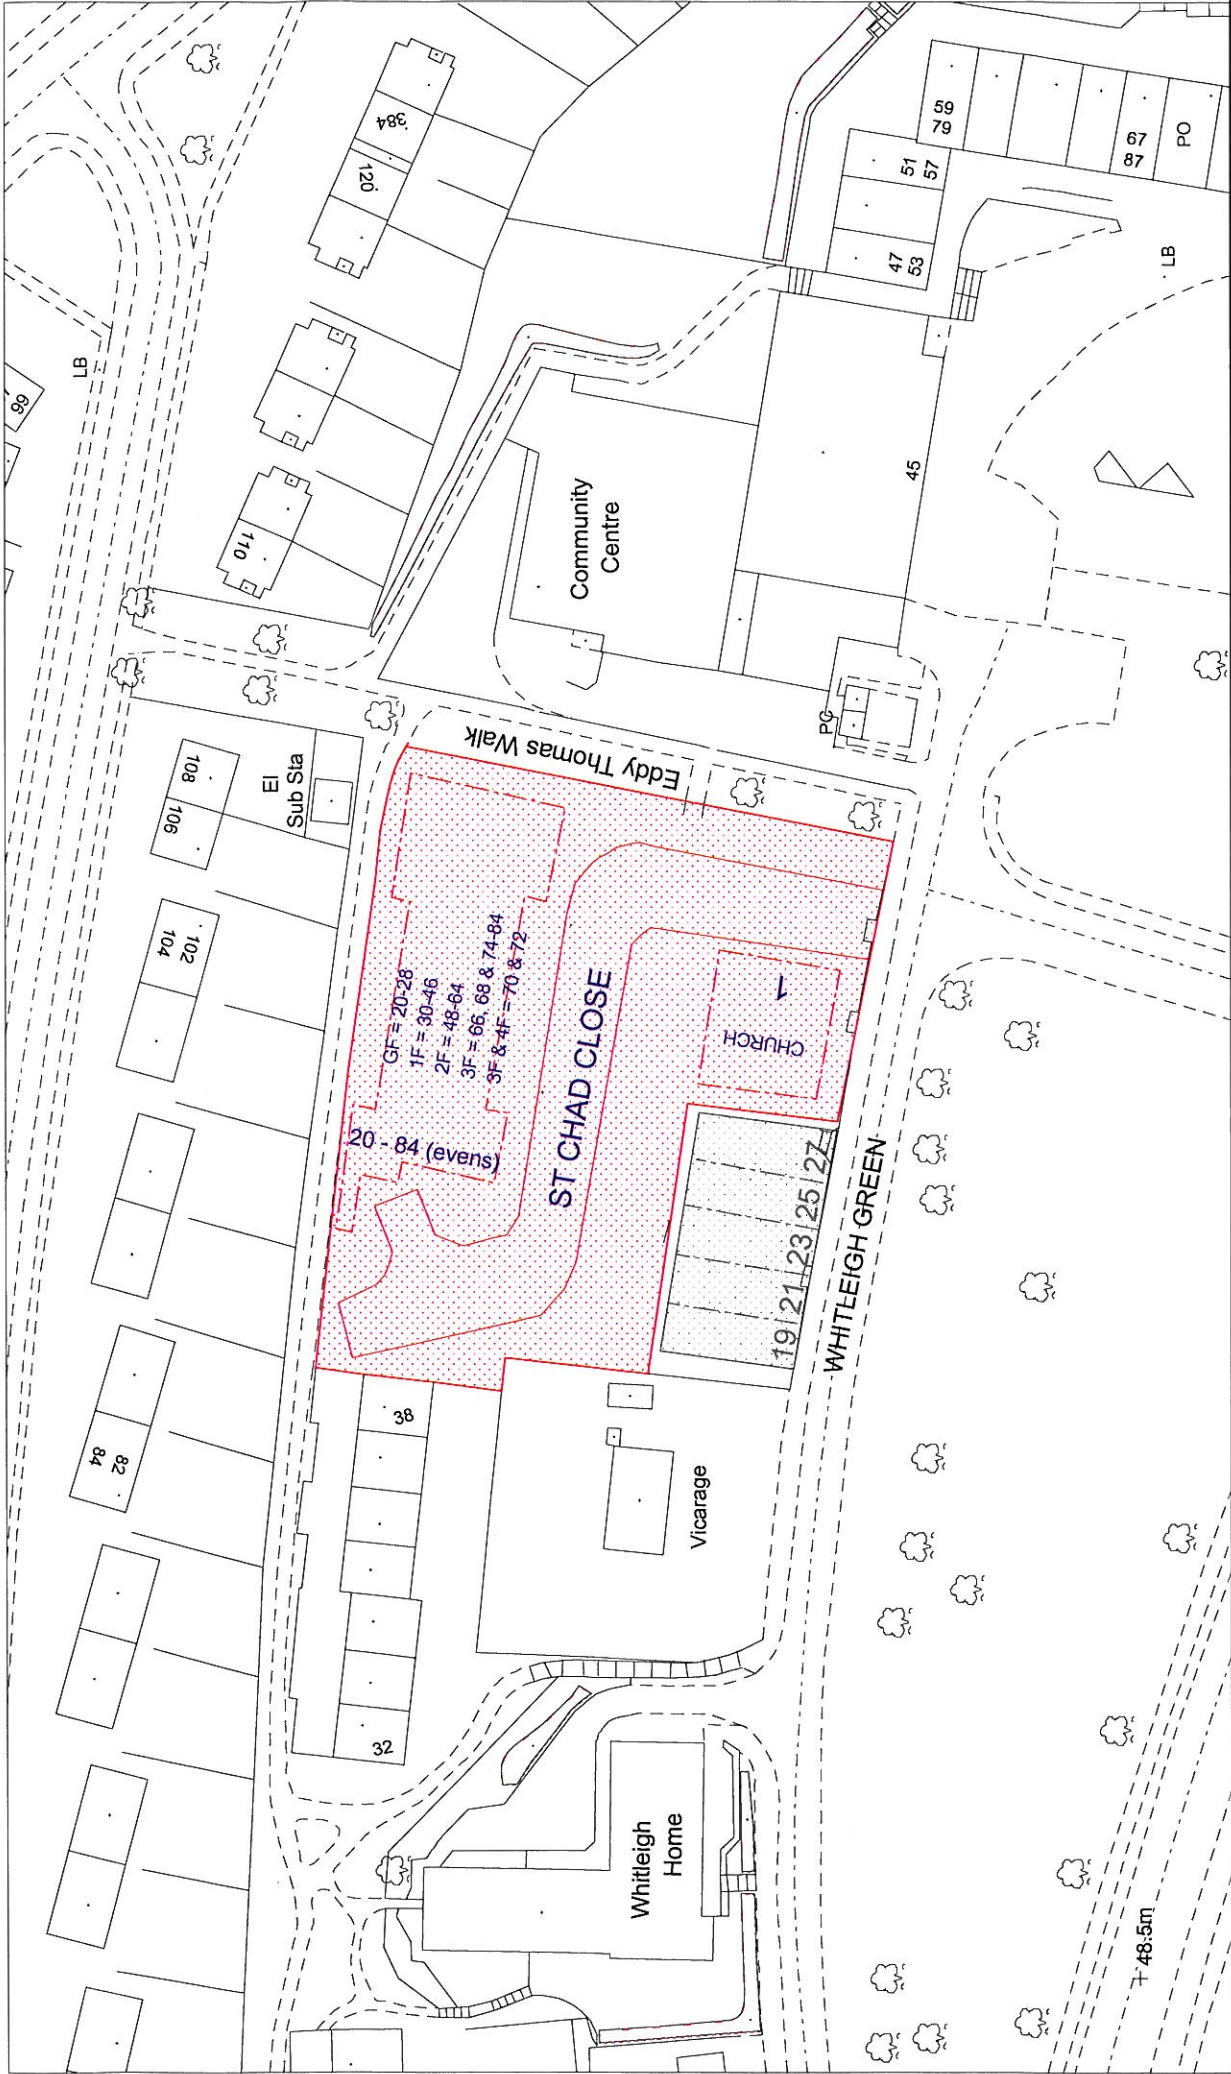 66
LB
384
120
110
59
79
51
57
67
87
PO
47
53
LB
Community
Centre
45
PC
108
106
El
Sub Sta
Eddy Thomas Walk
102
104
GF = 20-28
1F = 30-46
2F = 48-64
3F = 66, 68 & 74-84
3F & 4F = 70 & 72
20 - 84 (evens)
ST CHAD CLOSE
1
CHURCH
19 21 23 25 27
WHITLEIGH GREEN
82
84
38
Vicarage
32
Whitleigh
Home
+ 48.5m